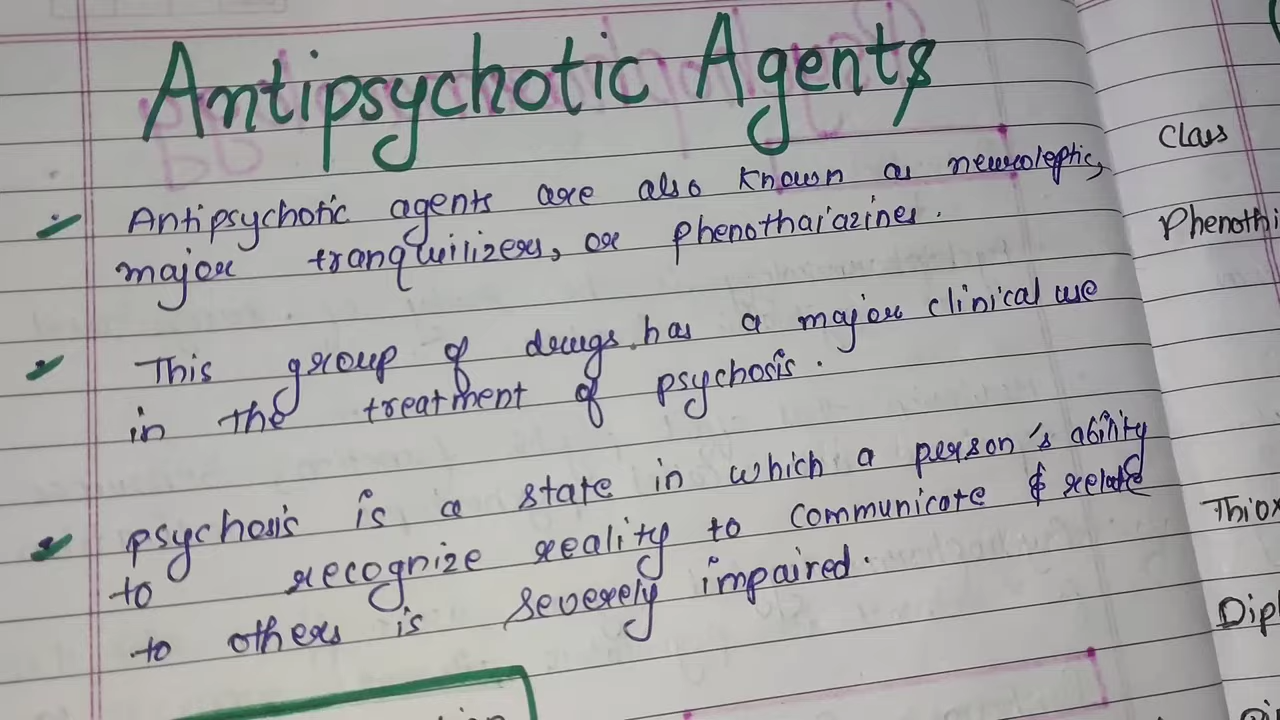 Antipsychotic Agents
Antipsychotic agents are also known as neuroleptic,
major tranquilizers, or phenothaiazines.
This group of drugs has a major clinical use
in the treatment of psychosis.
psychosis is a state in which a person's ability
to recognize reality to communicate & relate
to others is severely impaired.
Class
Phenothi
Thiox
Diph